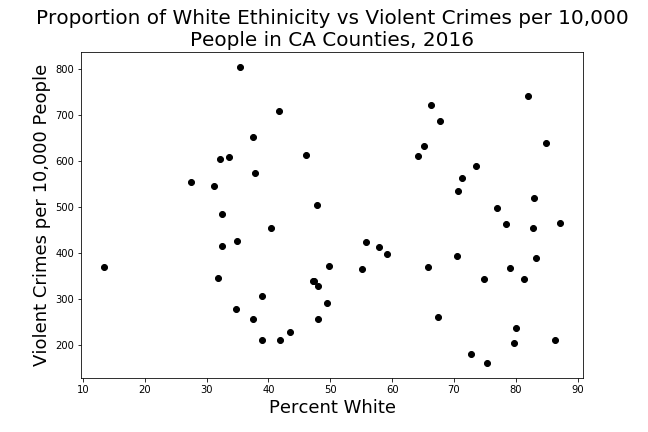 Proportion of White Ethinicity vs Violent Crimes per 10,000
People in CA Counties, 2016
Violent Crimes per 10,000 People
800
700
600
500
400
300
200
10 20 30 40 50 60 70 80 90
Percent White